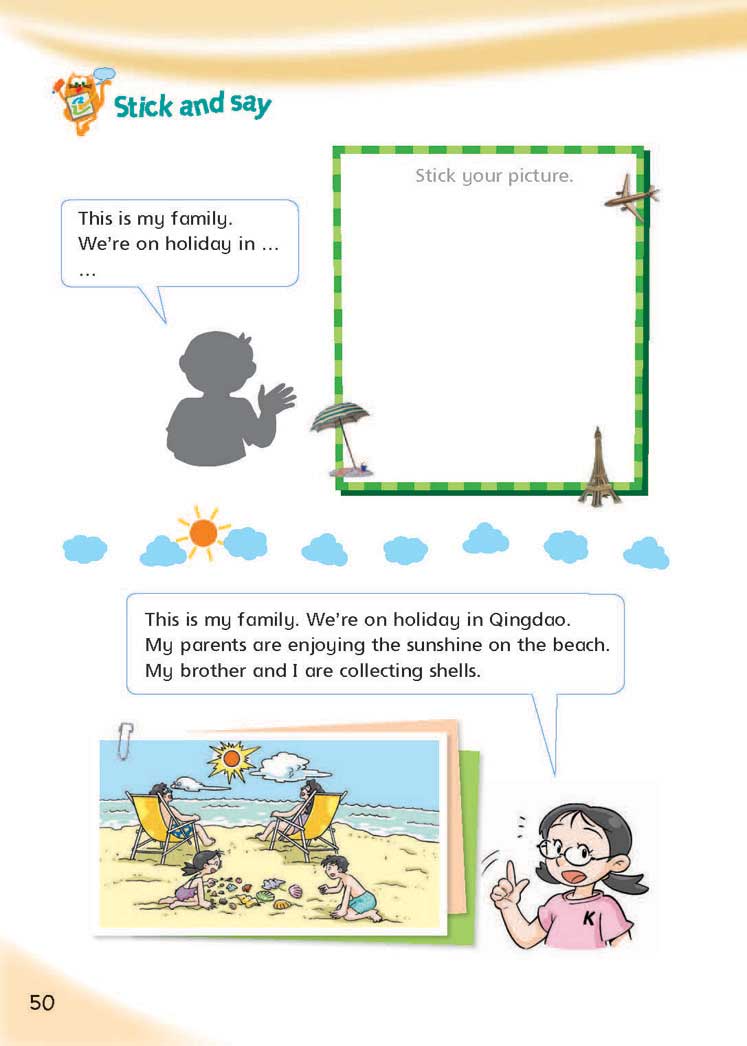 Stick and say
Stick your picture.
This is my family.
We're on holiday in ...
...
This is my family. We're on holiday in Qingdao.
My parents are enjoying the sunshine on the beach.
My brother and I are collecting shells.
K
50